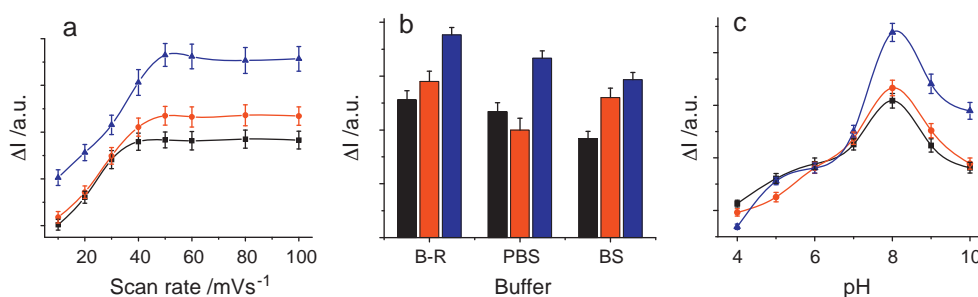 a
ΔI /a.u.
20 40 60 80 100
Scan rate /mVs⁻¹
b
ΔI /a.u.
B-R PBS BS
Buffer
c
ΔI /a.u.
4 6 8 10
pH